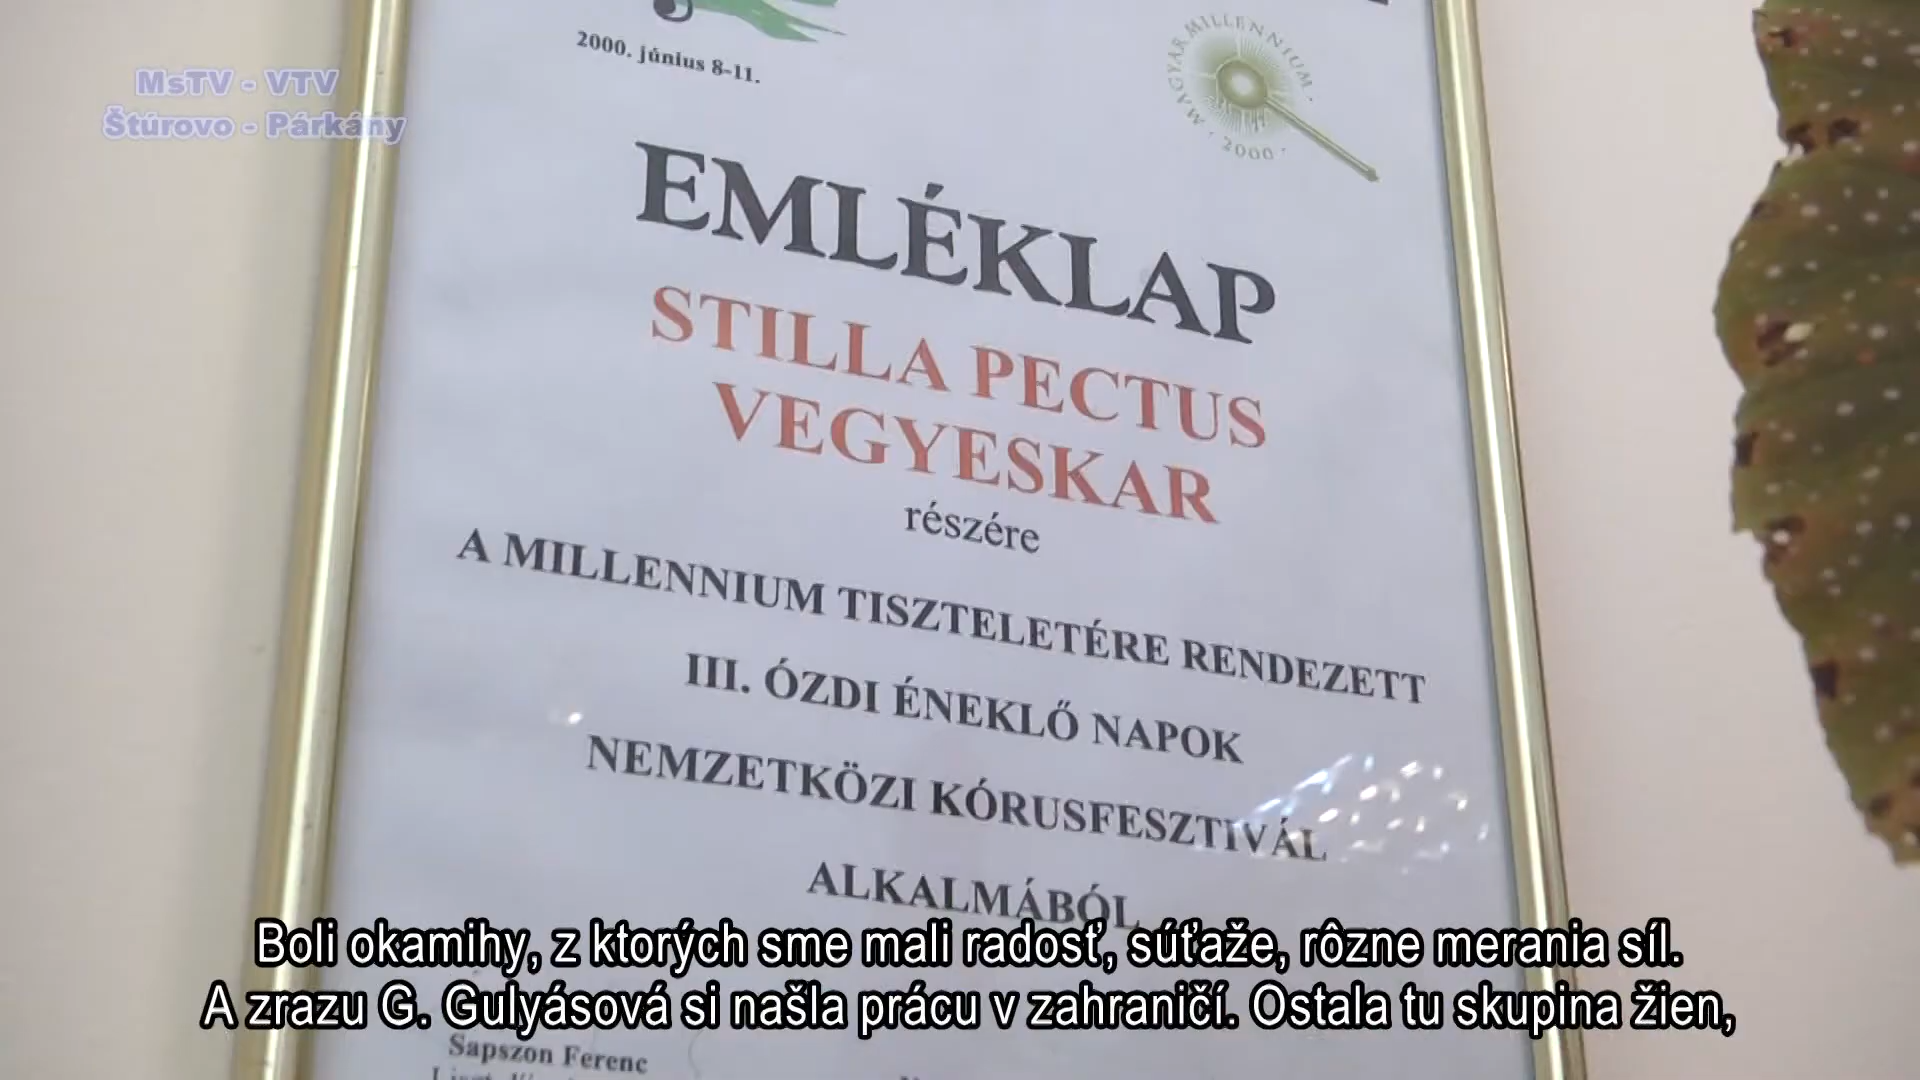 MsTV - VTV
Štúrovo - Párkány
2000. június 8-11.
MAGYAR MILLENNIUM · 2000 ·
EMLÉKLAP
STILLA PECTUS
VEGYESKAR
részére
A MILLENNIUM TISZTELETÉRE RENDEZETT
III. ÓZDI ÉNEKLŐ NAPOK
NEMZETKÖZI KÓRUSFESZTIVÁL
ALKALMÁBÓL
Boli okamihy, z ktorých sme mali radosť, súťaže, rôzne merania síl.
A zrazu G. Gulyásová si našla prácu v zahraničí. Ostala tu skupina žien,
Sapszon Ferenc